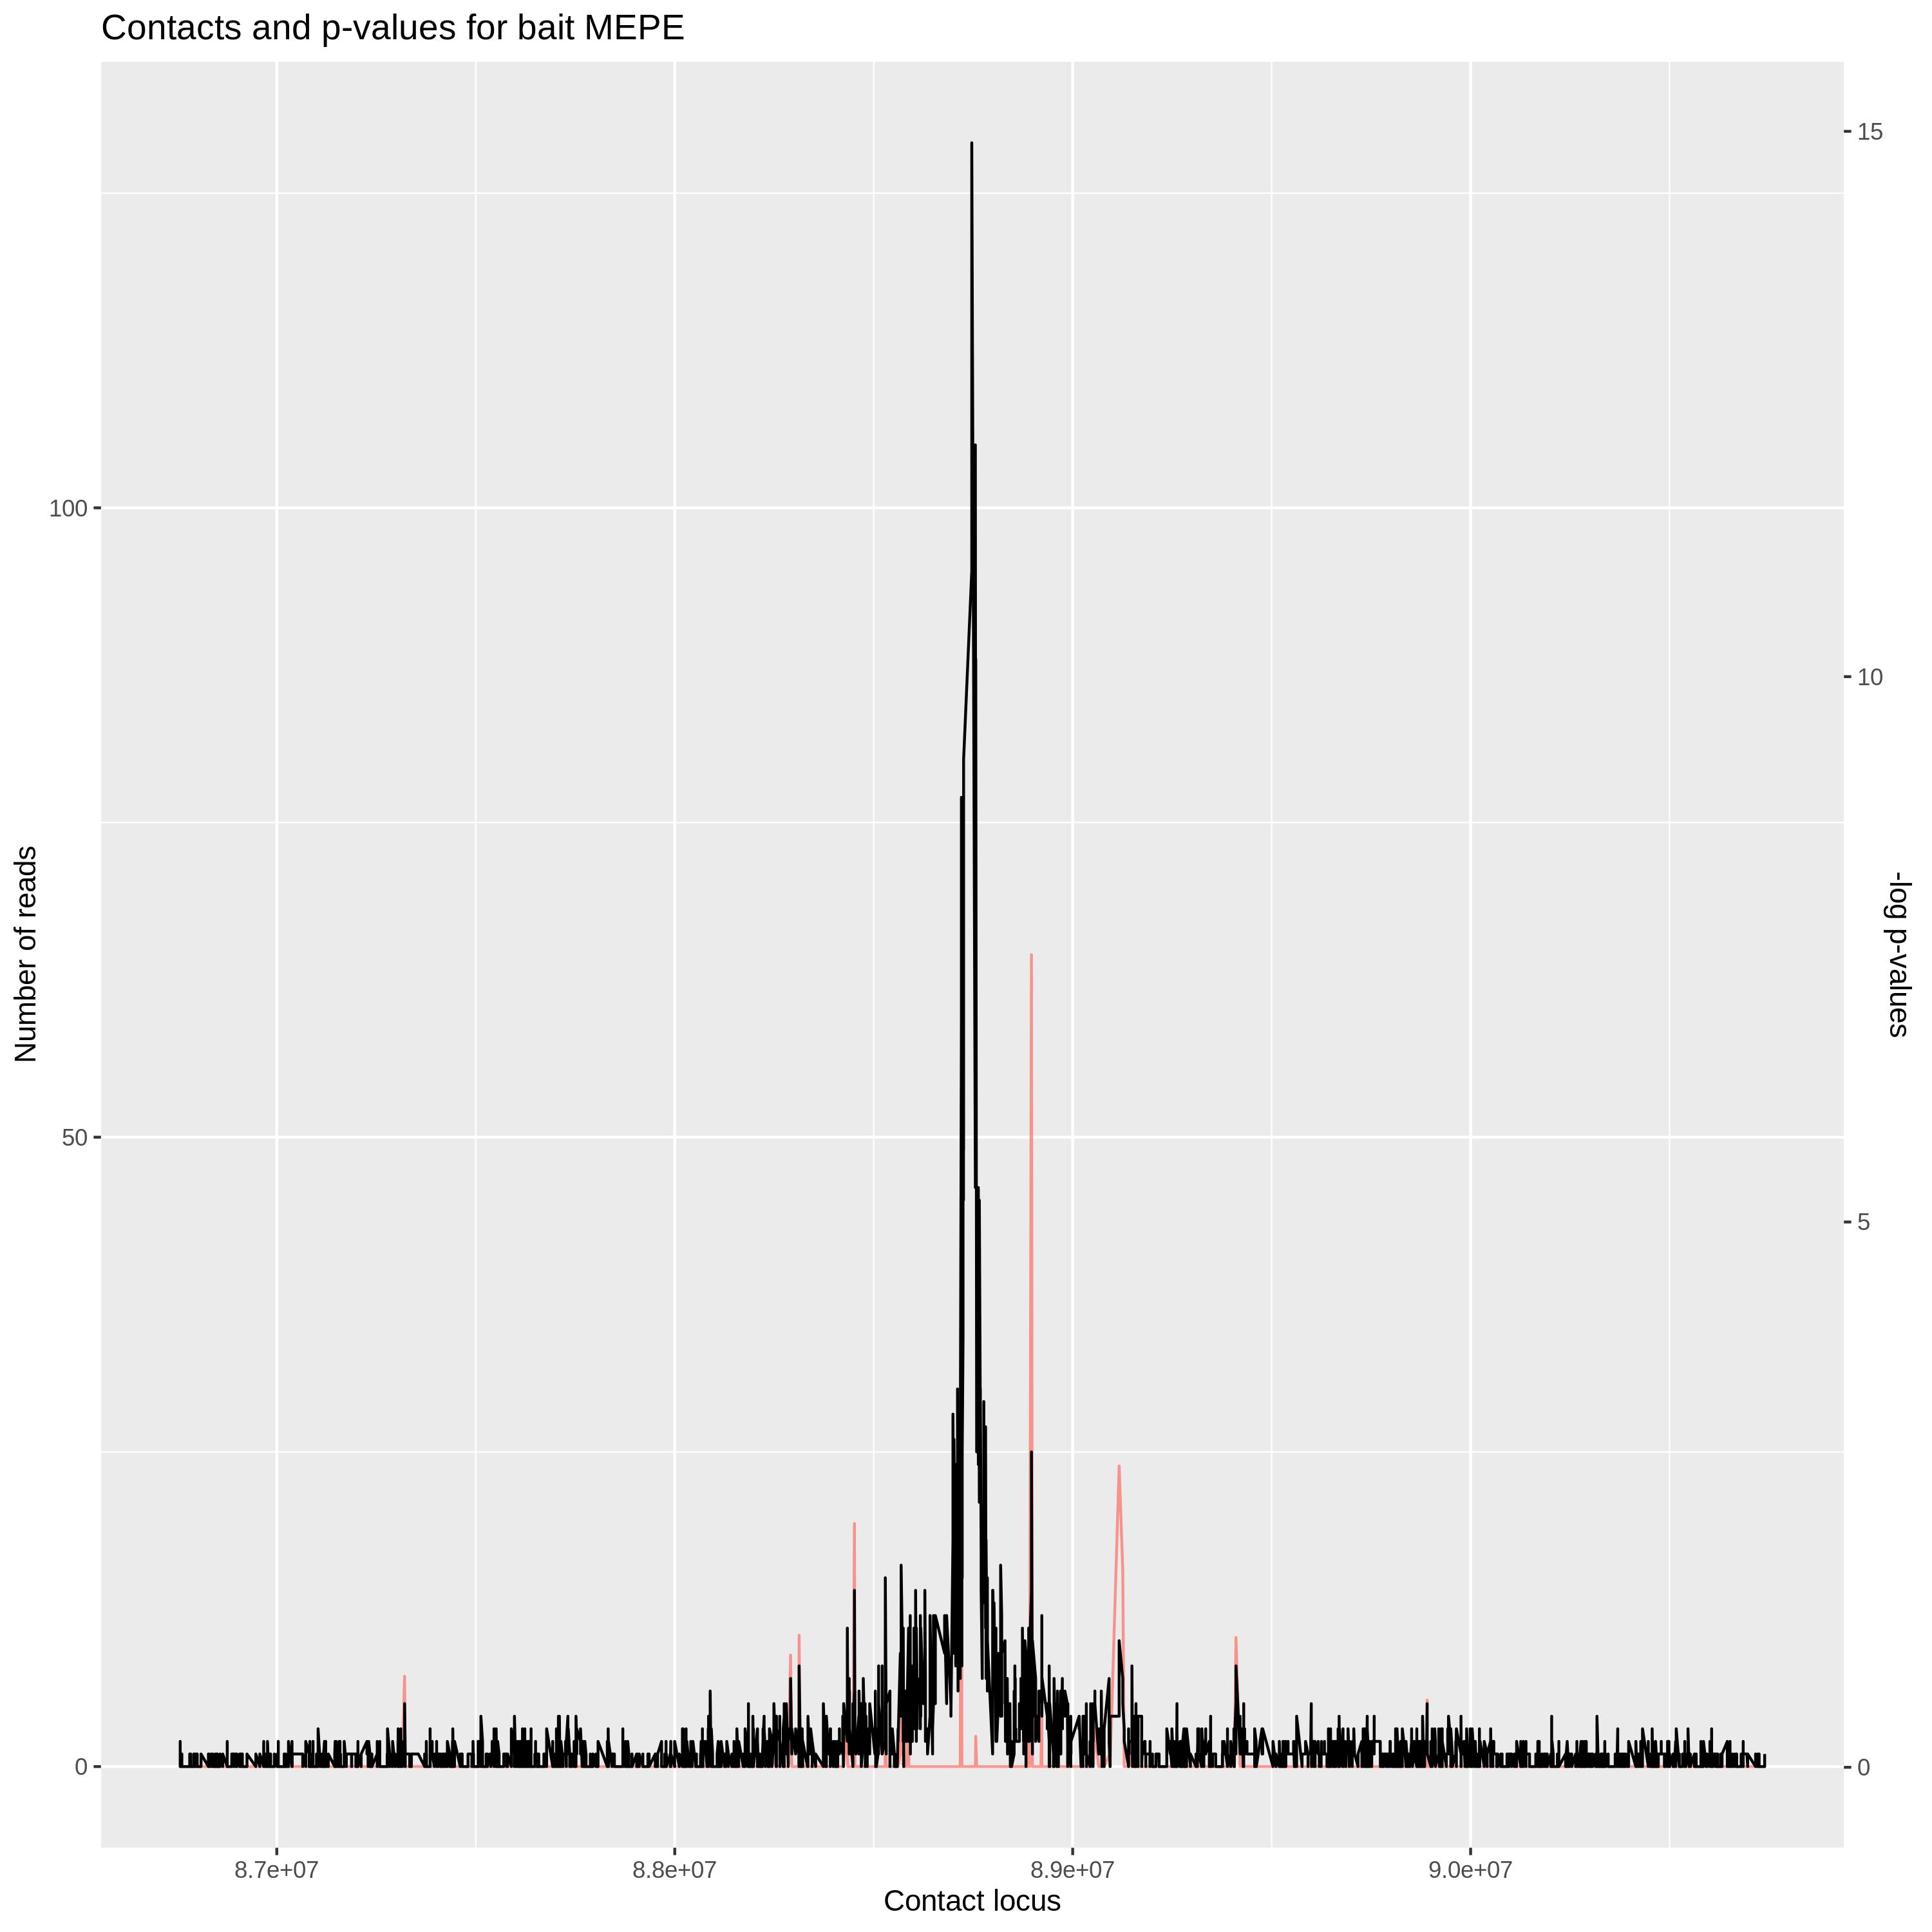 Contacts and p-values for bait MEPE
15
100
10
Number of reads
-log p-values
50
5
0
0
8.7e+07
8.8e+07
8.9e+07
9.0e+07
Contact locus